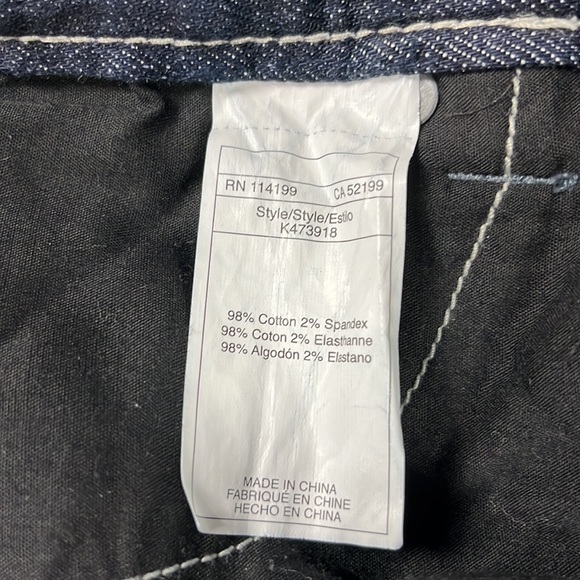 RN 114199 CA 52199
Style/Style/Estilo
K473918
98% Cotton 2% Spandex
98% Coton 2% Elasthanne
98% Algodón 2% Elastano
MADE IN CHINA
FABRIQUÉ EN CHINE
HECHO EN CHINA